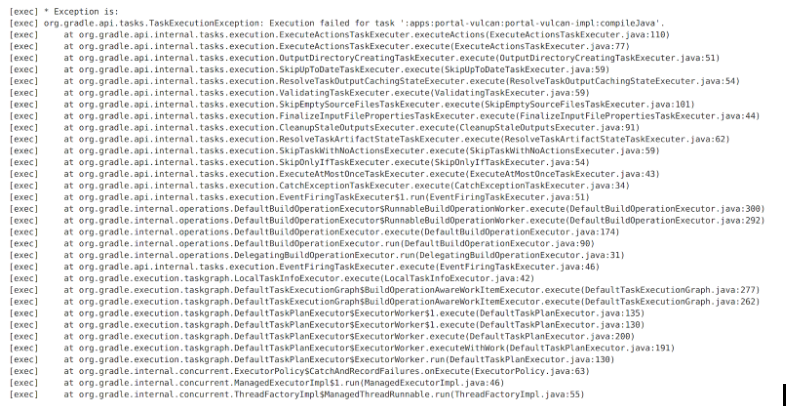 [exec] * Exception is:
[exec] org.gradle.api.tasks.TaskExecutionException: Execution failed for task ':apps:portal-vulcan:portal-vulcan-impl:compileJava'.
[exec] at org.gradle.api.internal.tasks.execution.ExecuteActionsTaskExecuter.executeActions(ExecuteActionsTaskExecuter.java:110)
[exec] at org.gradle.api.internal.tasks.execution.ExecuteActionsTaskExecuter.execute(ExecuteActionsTaskExecuter.java:77)
[exec] at org.gradle.api.internal.tasks.execution.OutputDirectoryCreatingTaskExecuter.execute(OutputDirectoryCreatingTaskExecuter.java:51)
[exec] at org.gradle.api.internal.tasks.execution.SkipUpToDateTaskExecuter.execute(SkipUpToDateTaskExecuter.java:59)
[exec] at org.gradle.api.internal.tasks.execution.ResolveTaskOutputCachingStateExecuter.execute(ResolveTaskOutputCachingStateExecuter.java:54)
[exec] at org.gradle.api.internal.tasks.execution.ValidatingTaskExecuter.execute(ValidatingTaskExecuter.java:59)
[exec] at org.gradle.api.internal.tasks.execution.SkipEmptySourceFilesTaskExecuter.execute(SkipEmptySourceFilesTaskExecuter.java:101)
[exec] at org.gradle.api.internal.tasks.execution.FinalizeInputFilePropertiesTaskExecuter.execute(FinalizeInputFilePropertiesTaskExecuter.java:44)
[exec] at org.gradle.api.internal.tasks.execution.CleanupStaleOutputsExecuter.execute(CleanupStaleOutputsExecuter.java:91)
[exec] at org.gradle.api.internal.tasks.execution.ResolveTaskArtifactStateTaskExecuter.execute(ResolveTaskArtifactStateTaskExecuter.java:62)
[exec] at org.gradle.api.internal.tasks.execution.SkipTaskWithNoActionsExecuter.execute(SkipTaskWithNoActionsExecuter.java:59)
[exec] at org.gradle.api.internal.tasks.execution.SkipOnlyIfTaskExecuter.execute(SkipOnlyIfTaskExecuter.java:54)
[exec] at org.gradle.api.internal.tasks.execution.ExecuteAtMostOnceTaskExecuter.execute(ExecuteAtMostOnceTaskExecuter.java:43)
[exec] at org.gradle.api.internal.tasks.execution.CatchExceptionTaskExecuter.execute(CatchExceptionTaskExecuter.java:34)
[exec] at org.gradle.api.internal.tasks.execution.EventFiringTaskExecuter$1.run(EventFiringTaskExecuter.java:51)
[exec] at org.gradle.internal.operations.DefaultBuildOperationExecutor$RunnableBuildOperationWorker.execute(DefaultBuildOperationExecutor.java:300)
[exec] at org.gradle.internal.operations.DefaultBuildOperationExecutor$RunnableBuildOperationWorker.execute(DefaultBuildOperationExecutor.java:292)
[exec] at org.gradle.internal.operations.DefaultBuildOperationExecutor.execute(DefaultBuildOperationExecutor.java:174)
[exec] at org.gradle.internal.operations.DefaultBuildOperationExecutor.run(DefaultBuildOperationExecutor.java:90)
[exec] at org.gradle.internal.operations.DelegatingBuildOperationExecutor.run(DelegatingBuildOperationExecutor.java:31)
[exec] at org.gradle.api.internal.tasks.execution.EventFiringTaskExecuter.execute(EventFiringTaskExecuter.java:46)
[exec] at org.gradle.execution.taskgraph.LocalTaskInfoExecutor.execute(LocalTaskInfoExecutor.java:42)
[exec] at org.gradle.execution.taskgraph.DefaultTaskExecutionGraph$BuildOperationAwareWorkItemExecutor.execute(DefaultTaskExecutionGraph.java:277)
[exec] at org.gradle.execution.taskgraph.DefaultTaskExecutionGraph$BuildOperationAwareWorkItemExecutor.execute(DefaultTaskExecutionGraph.java:262)
[exec] at org.gradle.execution.taskgraph.DefaultTaskPlanExecutor$ExecutorWorker$1.execute(DefaultTaskPlanExecutor.java:135)
[exec] at org.gradle.execution.taskgraph.DefaultTaskPlanExecutor$ExecutorWorker$1.execute(DefaultTaskPlanExecutor.java:130)
[exec] at org.gradle.execution.taskgraph.DefaultTaskPlanExecutor$ExecutorWorker.execute(DefaultTaskPlanExecutor.java:200)
[exec] at org.gradle.execution.taskgraph.DefaultTaskPlanExecutor$ExecutorWorker.executeWithWork(DefaultTaskPlanExecutor.java:191)
[exec] at org.gradle.execution.taskgraph.DefaultTaskPlanExecutor$ExecutorWorker.run(DefaultTaskPlanExecutor.java:130)
[exec] at org.gradle.internal.concurrent.ExecutorPolicy$CatchAndRecordFailures.onExecute(ExecutorPolicy.java:63)
[exec] at org.gradle.internal.concurrent.ManagedExecutorImpl$1.run(ManagedExecutorImpl.java:46)
[exec] at org.gradle.internal.concurrent.ThreadFactoryImpl$ManagedThreadRunnable.run(ThreadFactoryImpl.java:55)